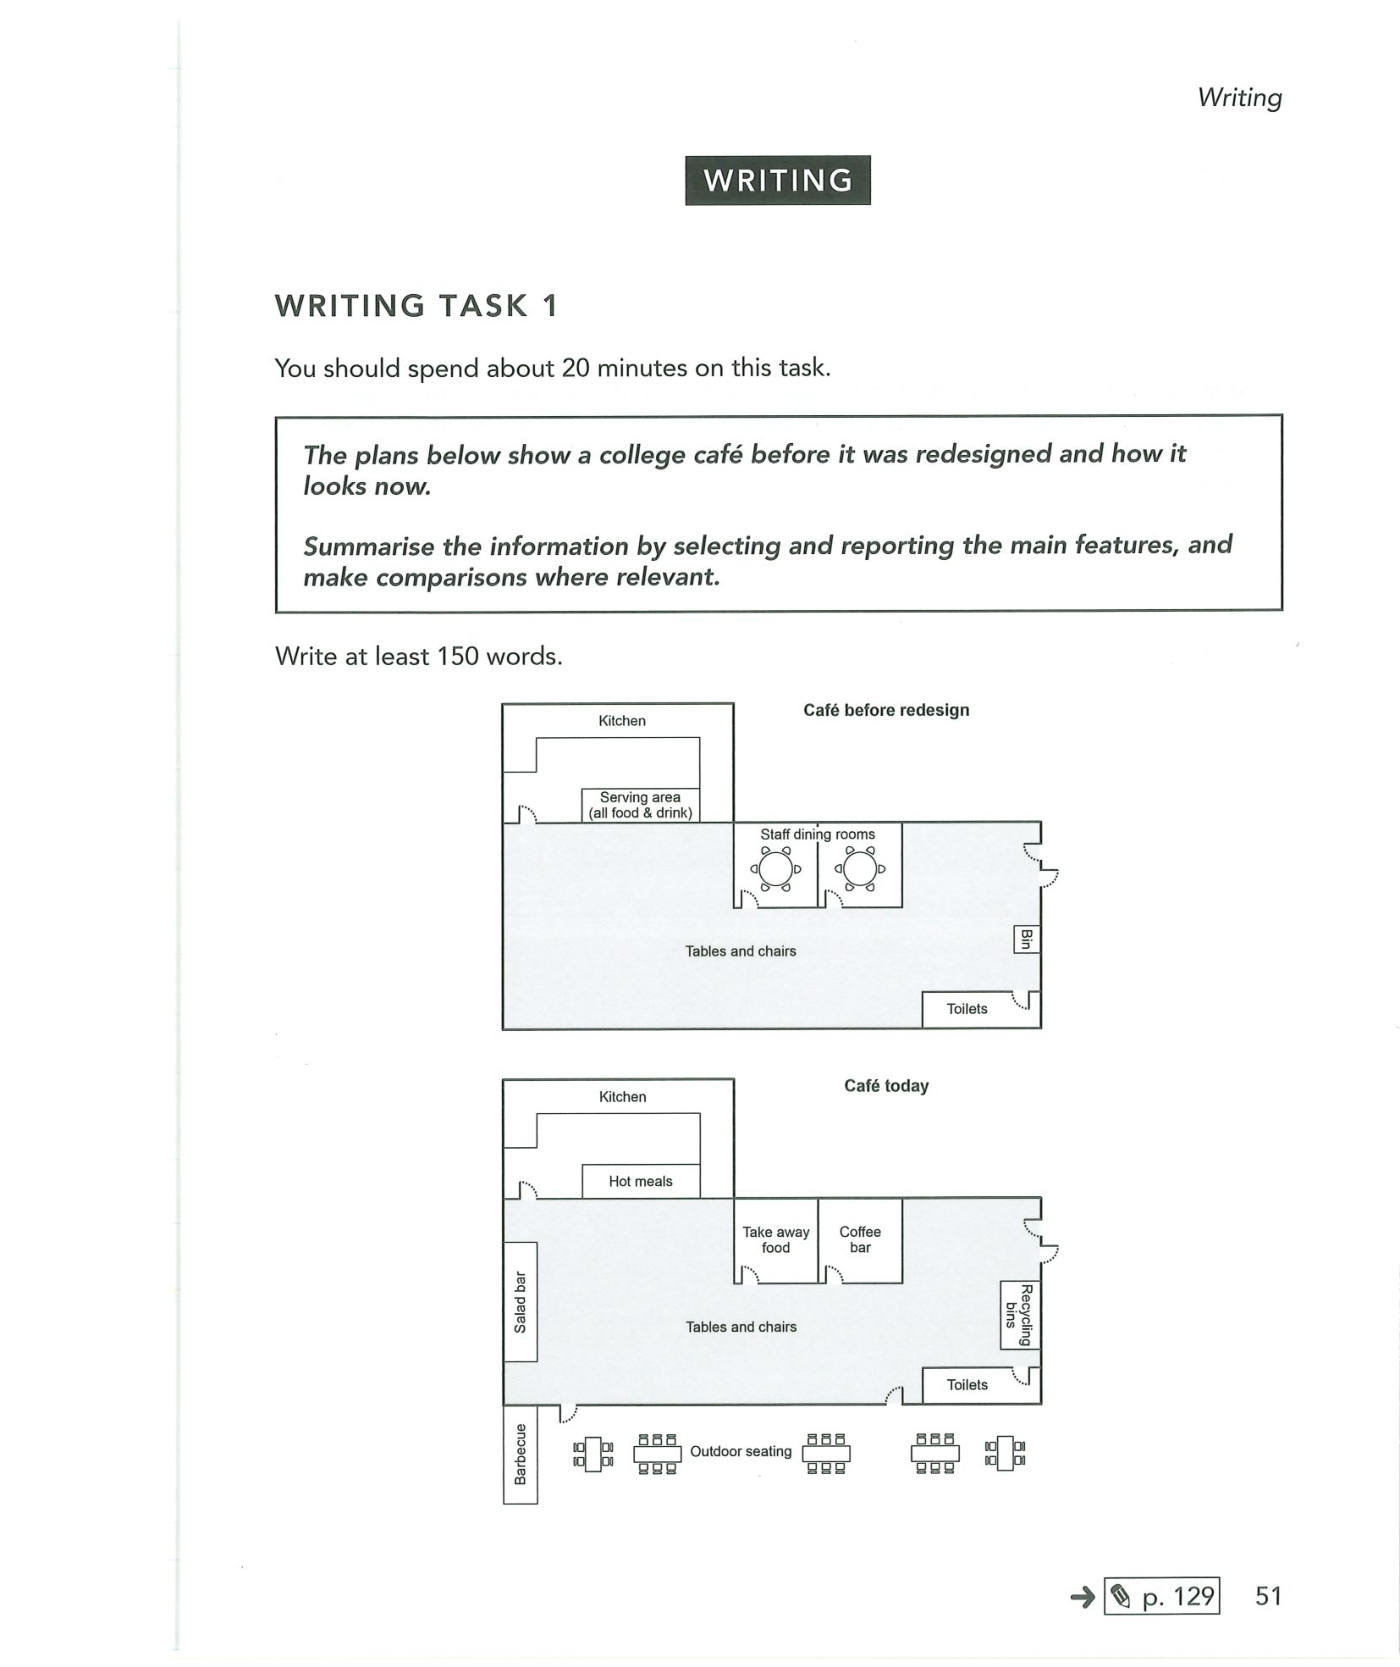 Writing
WRITING
WRITING TASK 1
You should spend about 20 minutes on this task.
The plans below show a college café before it was redesigned and how it
looks now.
Summarise the information by selecting and reporting the main features, and
make comparisons where relevant.
Write at least 150 words.
Café before redesign
Kitchen
Serving area
(all food & drink)
Staff dining rooms
Bin
Tables and chairs
Toilets
Café today
Kitchen
Hot meals
Take away
food
Coffee
bar
Salad bar
Recycling
bins
Tables and chairs
Toilets
Barbecue
Outdoor seating
p. 129
51